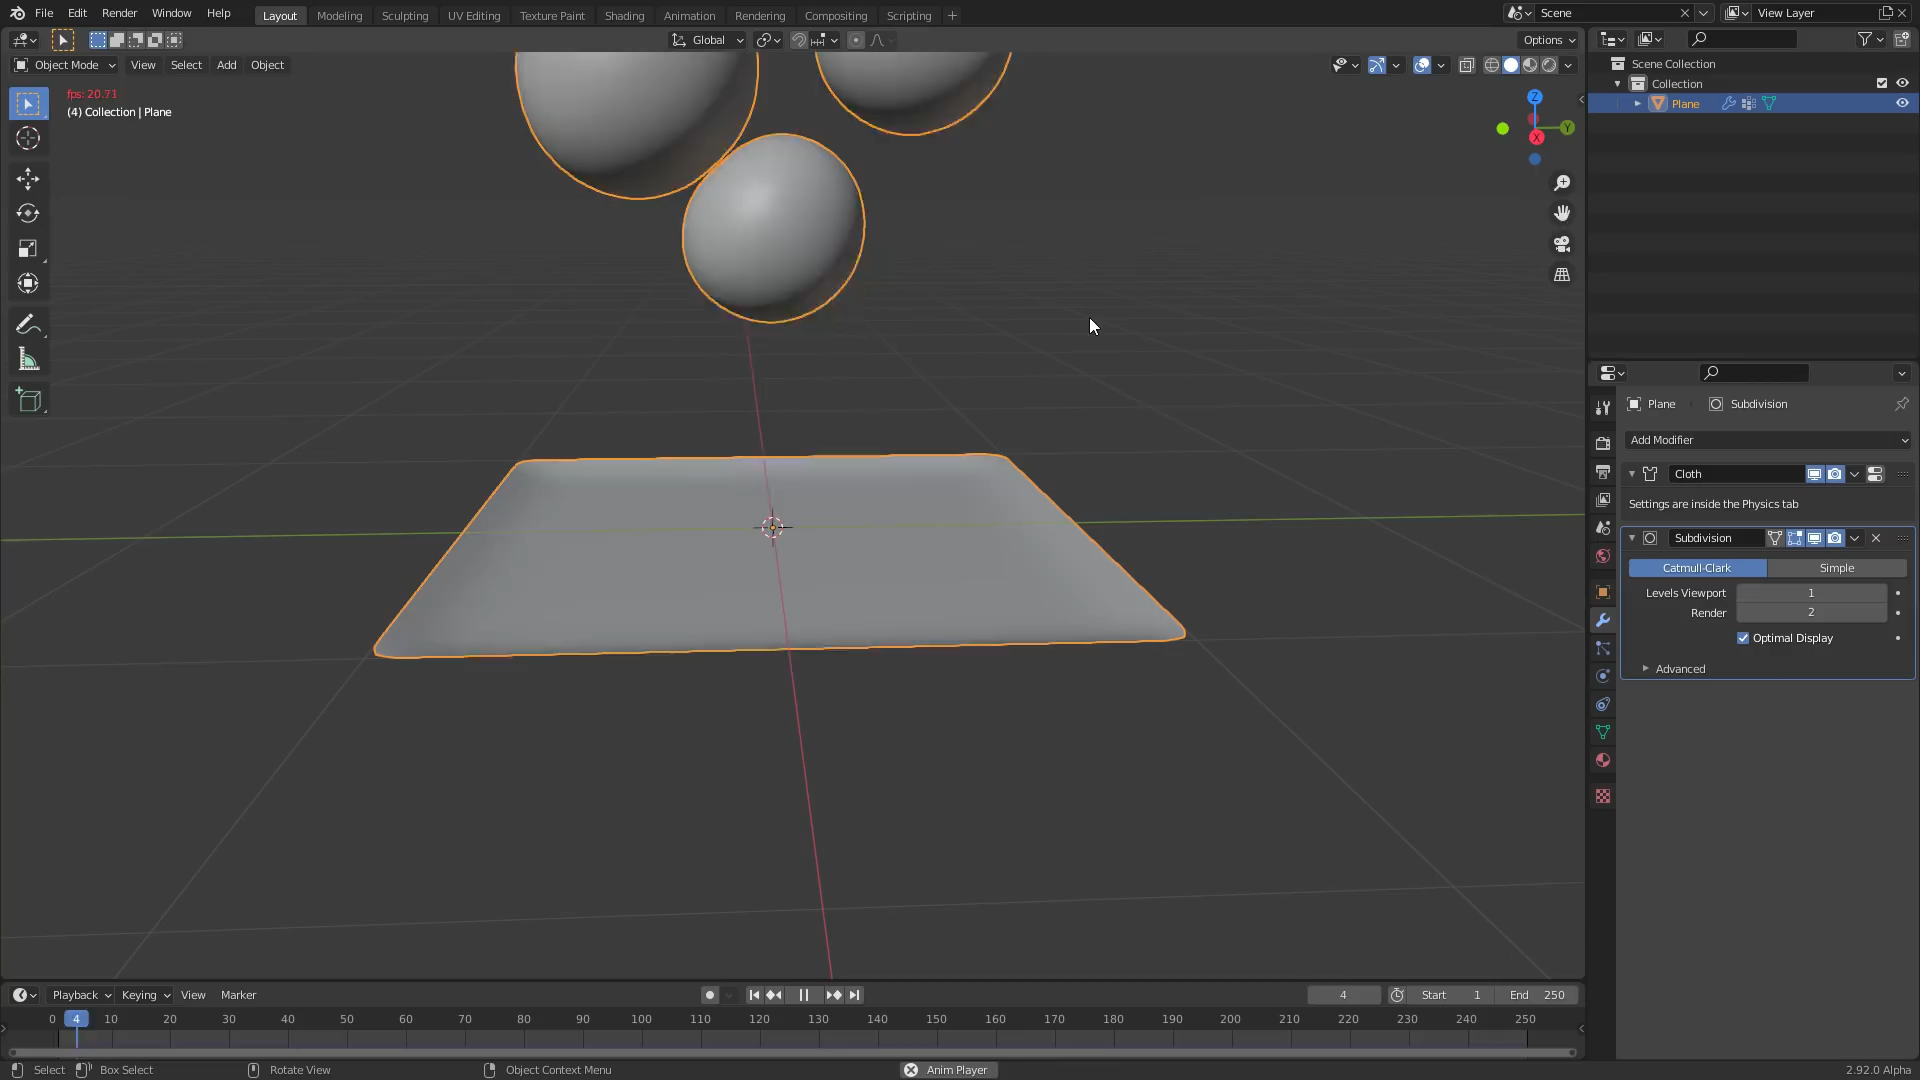 File Edit Render Window Help Layout Modeling Sculpting UV Editing Texture Paint Shading Animation Rendering Compositing Scripting Scene View Layer
Global Options
Object Mode View Select Add Object
fps: 20.71
(4) Collection | Plane
Z
Y
X
Scene Collection
Collection
Plane
Plane Subdivision
Add Modifier
Cloth
Settings are inside the Physics tab
Subdivision
Catmull-Clark Simple
Levels Viewport 1
Render 2
Optimal Display
Advanced
Playback Keying View Marker 4 Start 1 End 250
0 4 10 20 30 40 50 60 70 80 90 100 110 120 130 140 150 160 170 180 190 200 210 220 230 240 250
Select Box Select Rotate View Object Context Menu Anim Player 2.92.0 Alpha